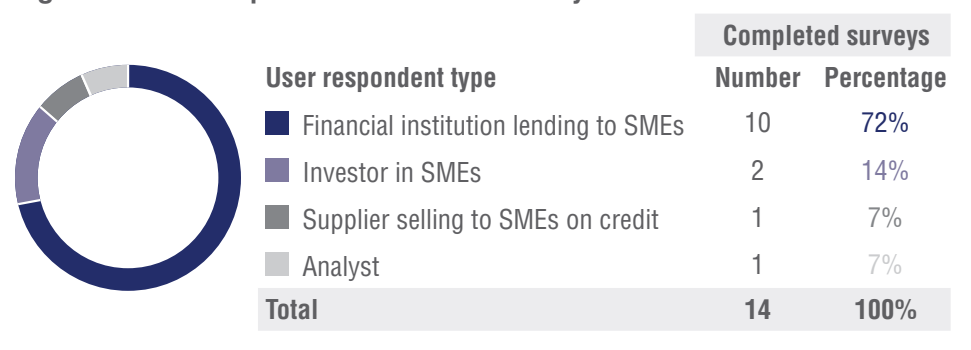 Completed surveys
User respondent type Number Percentage
Financial institution lending to SMEs 10 72%
Investor in SMEs 2 14%
Supplier selling to SMEs on credit 1 7%
Analyst 1 7%
Total 14 100%